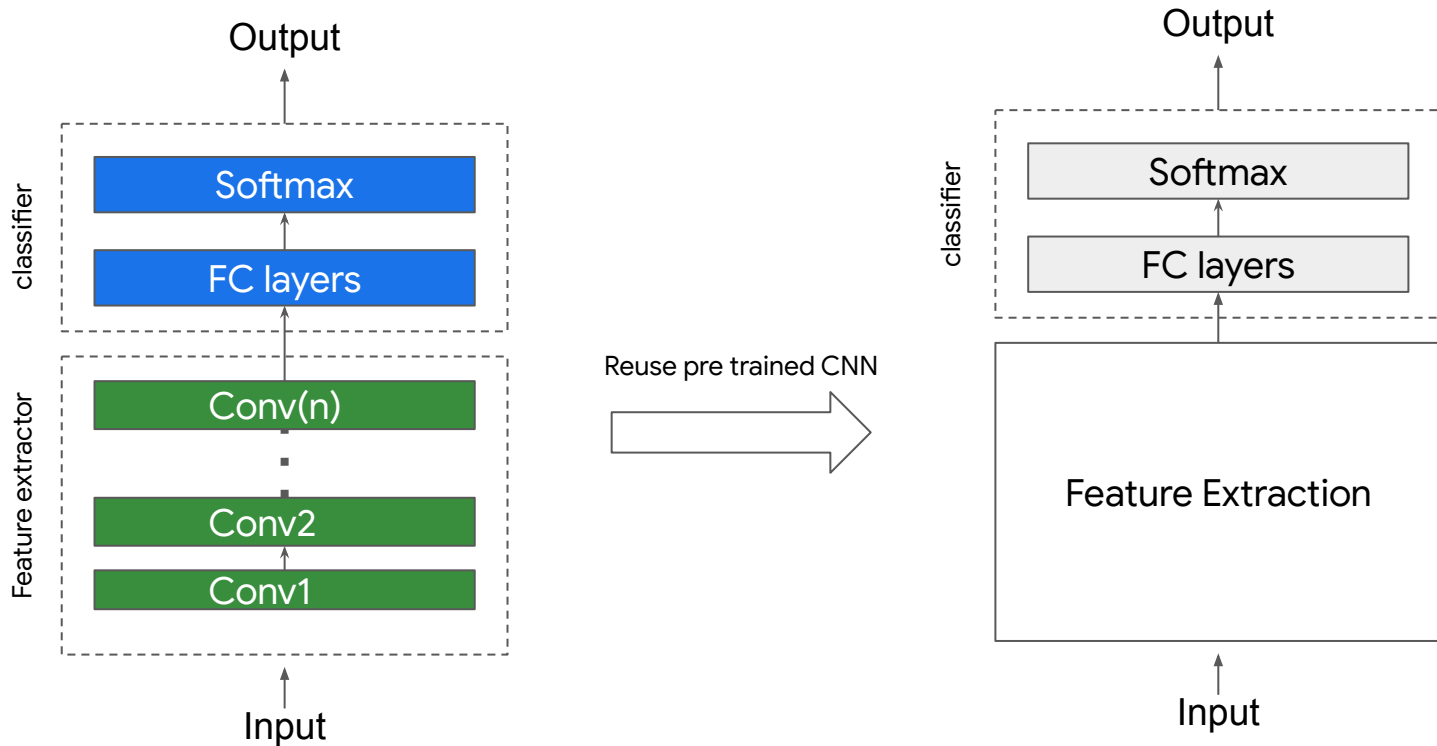 Output
classifier
Softmax
FC layers
Feature extractor
Conv(n)
Conv2
Conv1
Input
Reuse pre trained CNN
Output
classifier
Softmax
FC layers
Feature Extraction
Input